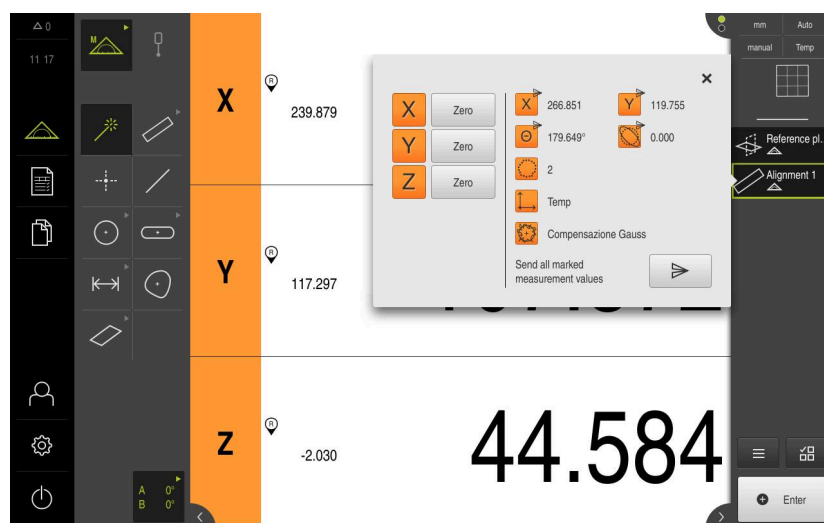 0
11 17
M
X
R
239.879
Y
R
117.297
Z
R
-2.030
44.584
A 0°
B 0°
X Zero
Y Zero
Z Zero
X 266.851 Y 119.755
Θ 179.649° 0.000
2
Temp
Compensazione Gauss
Send all marked
measurement values
mm Auto
manual Temp
Reference pl.
Alignment 1
Enter